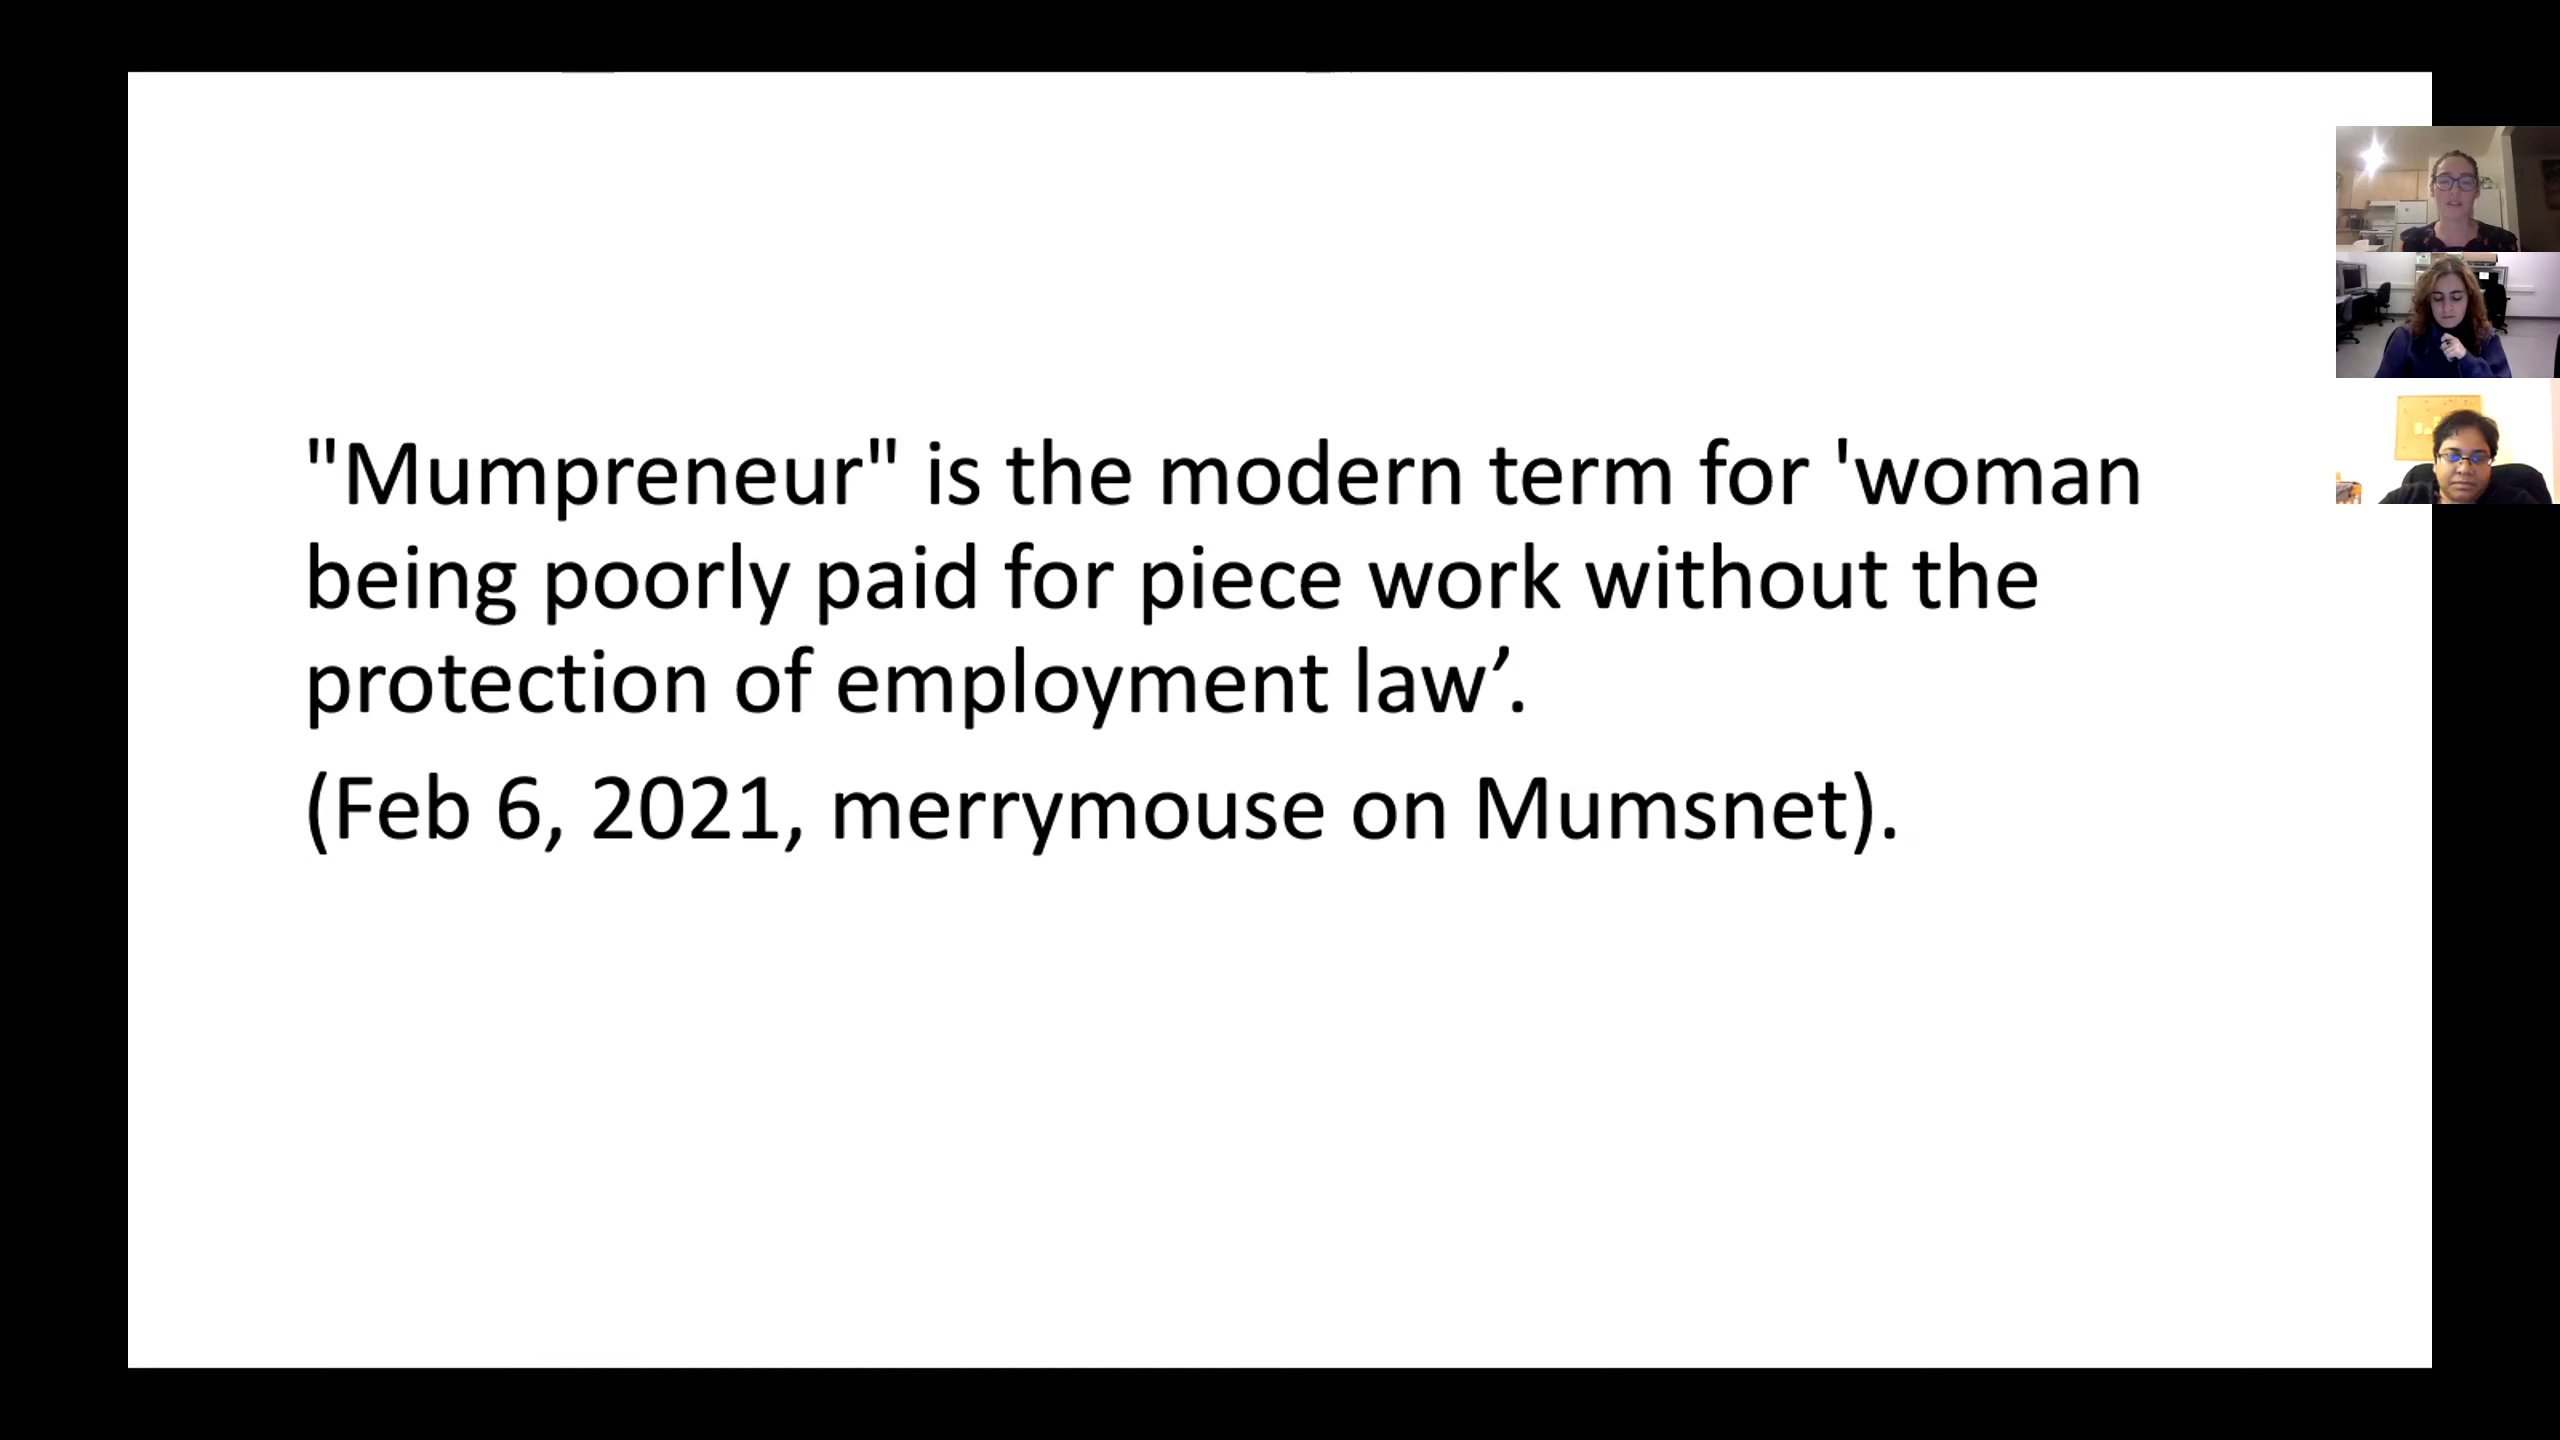 "Mumpreneur" is the modern term for 'woman
being poorly paid for piece work without the
protection of employment law’.
(Feb 6, 2021, merrymouse on Mumsnet).